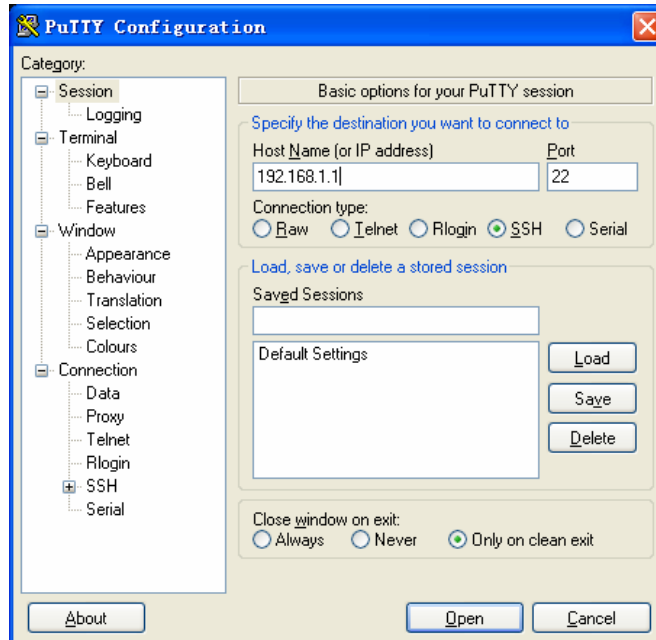 PuTTY Configuration
Category:
Session
Logging
Terminal
Keyboard
Bell
Features
Window
Appearance
Behaviour
Translation
Selection
Colours
Connection
Data
Proxy
Telnet
Rlogin
SSH
Serial
Basic options for your PuTTY session
Specify the destination you want to connect to
Host Name (or IP address) Port
192.168.1.1 22
Connection type:
Raw Telnet Rlogin SSH Serial
Load, save or delete a stored session
Saved Sessions
Default Settings
Load
Save
Delete
Close window on exit:
Always Never Only on clean exit
About Open Cancel